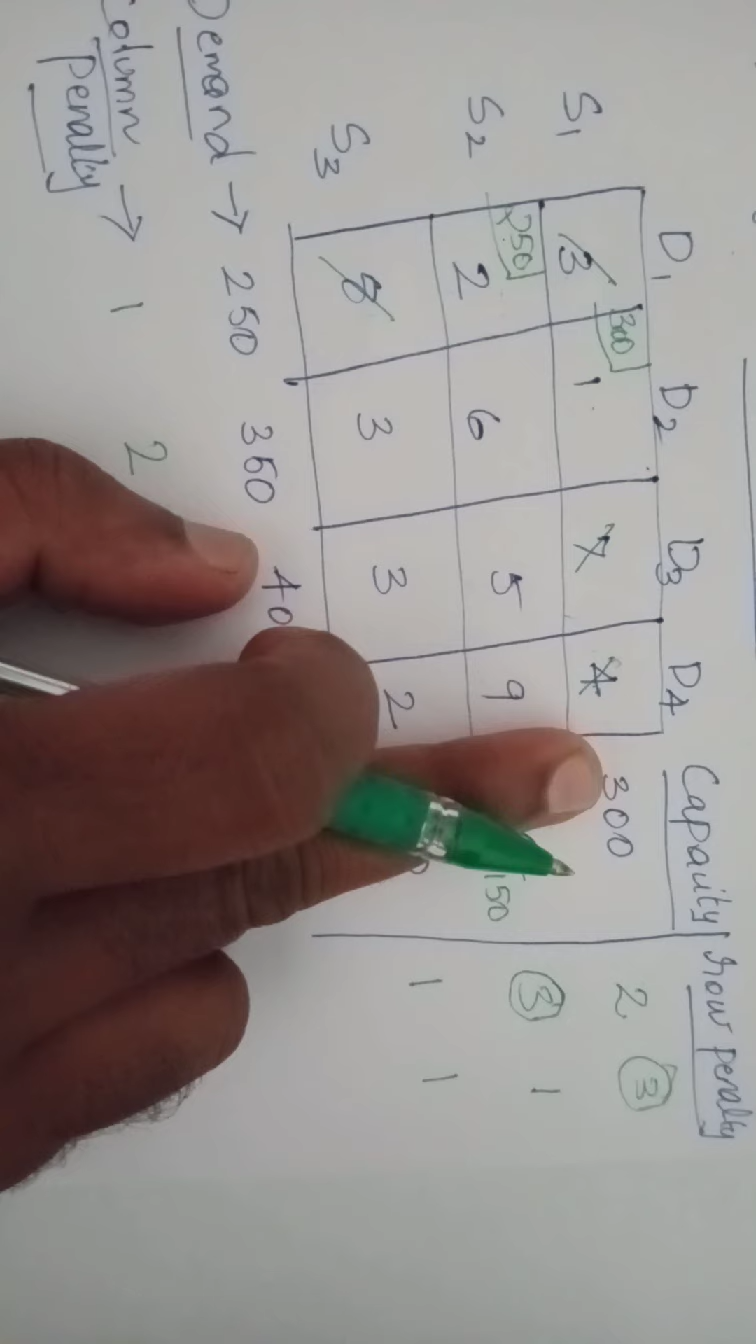 D1 D2 D3 D4 Capacity row penalty
S1 3 300 1 7 4 300 2 3
S2 250 2 6 5 9 150 3 1
S3 8 3 3 2 1 1
Demand → 250 350 40
Column penalty → 1 2